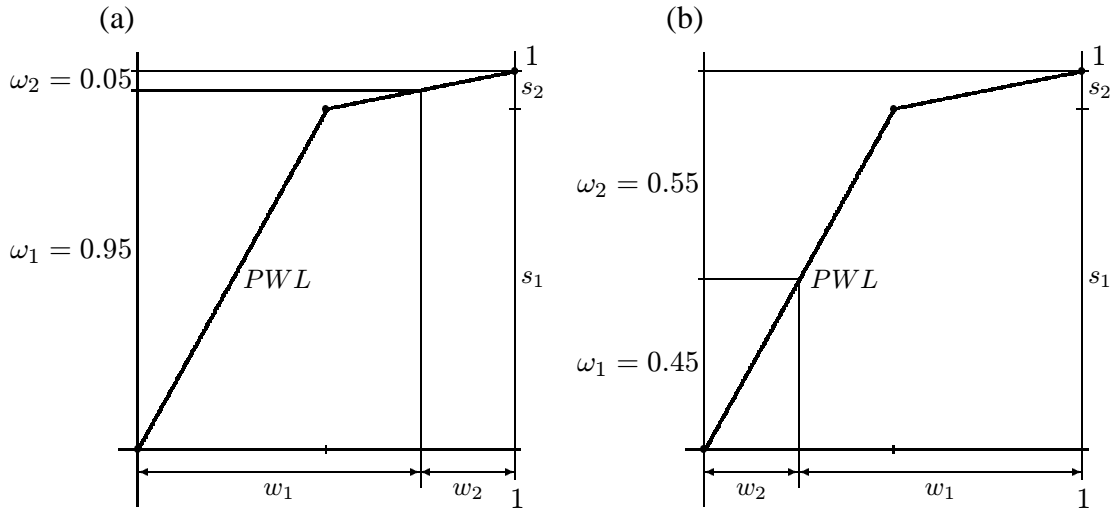 (a)
ω₂ = 0.05
ω₁ = 0.95
PWL
1
s₂
s₁
w₁
w₂
1
(b)
ω₂ = 0.55
ω₁ = 0.45
PWL
1
s₂
s₁
w₂
w₁
1